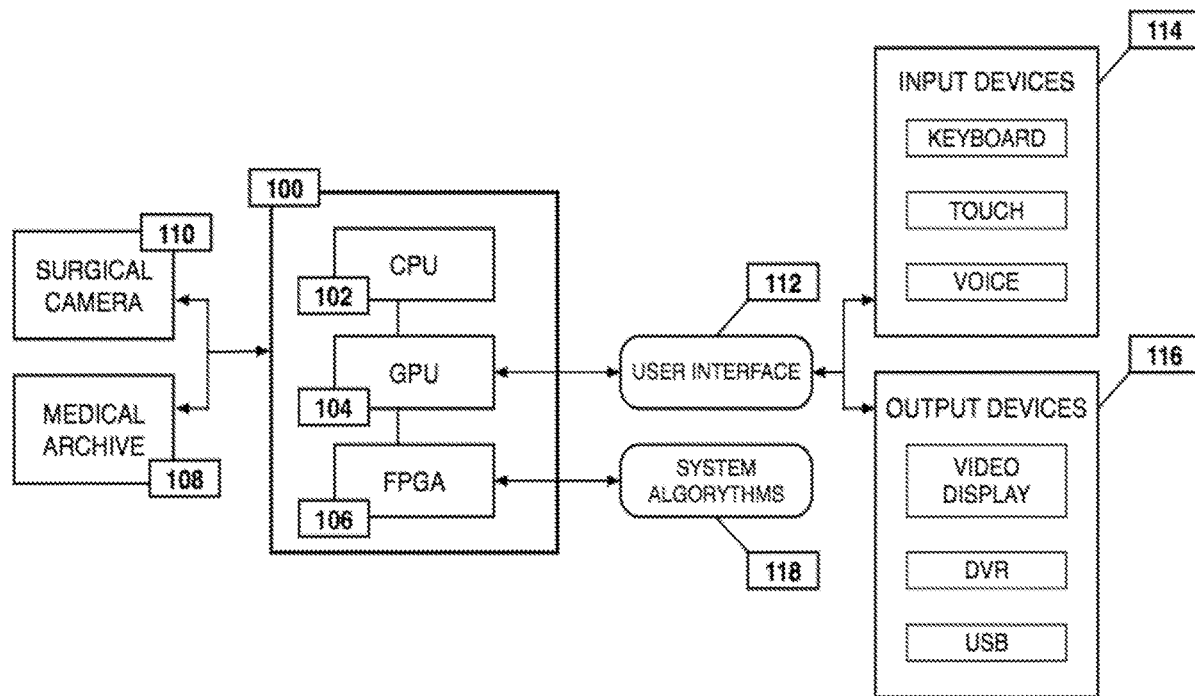 114
INPUT DEVICES
KEYBOARD
TOUCH
VOICE
100
110
SURGICAL
CAMERA
CPU
102
112
GPU
104
USER INTERFACE
116
MEDICAL
ARCHIVE
108
OUTPUT DEVICES
VIDEO
DISPLAY
DVR
USB
FPGA
106
SYSTEM
ALGORYTHMS
118